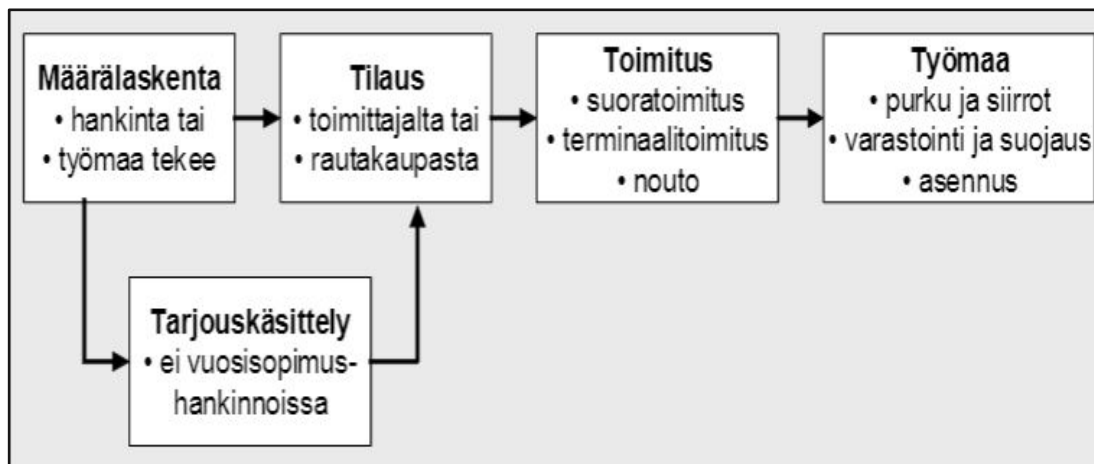 Määrälaskenta
• hankinta tai
• työmaa tekee
Tilaus
• toimittajalta tai
• rautakaupasta
Toimitus
• suoratoimitus
• terminaalitoimitus
• nouto
Työmaa
• purku ja siirrot
• varastointi ja suojaus
• asennus
Tarjouskäsittely
• ei vuosisopimus-
hankinnoissa